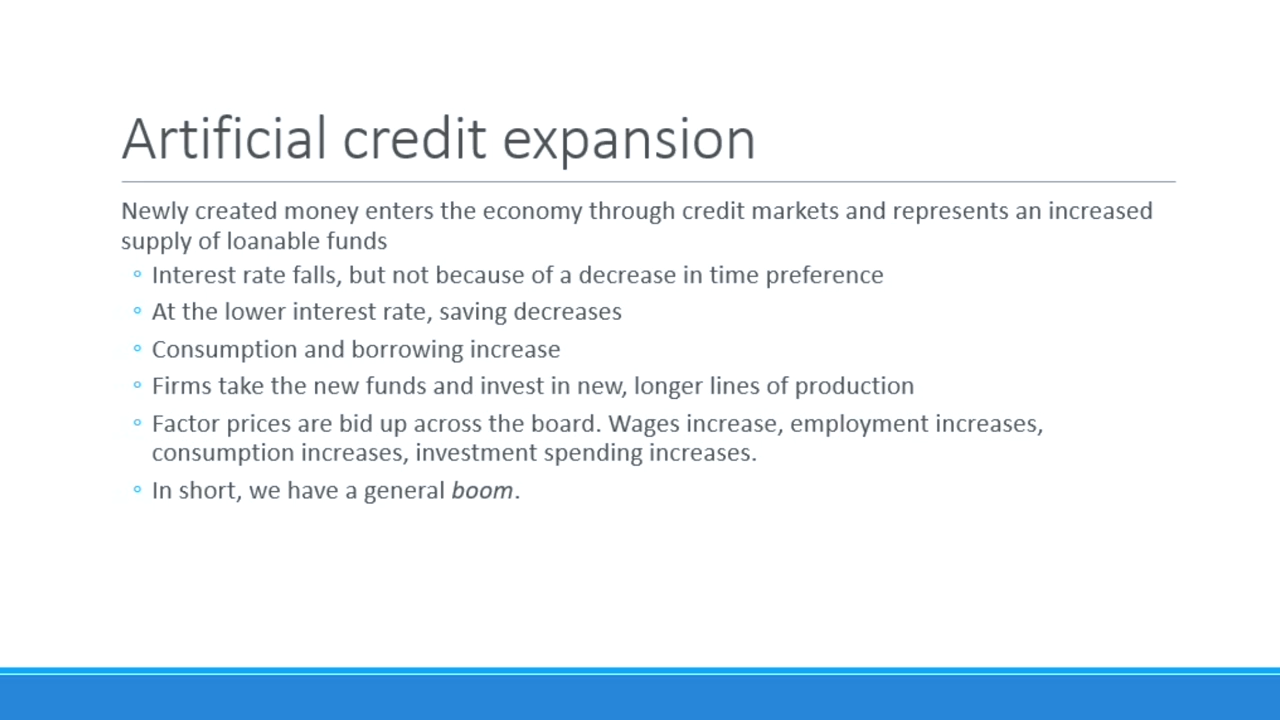 Artificial credit expansion
Newly created money enters the economy through credit markets and represents an increased
supply of loanable funds
◦ Interest rate falls, but not because of a decrease in time preference
◦ At the lower interest rate, saving decreases
◦ Consumption and borrowing increase
◦ Firms take the new funds and invest in new, longer lines of production
◦ Factor prices are bid up across the board. Wages increase, employment increases,
consumption increases, investment spending increases.
◦ In short, we have a general boom.